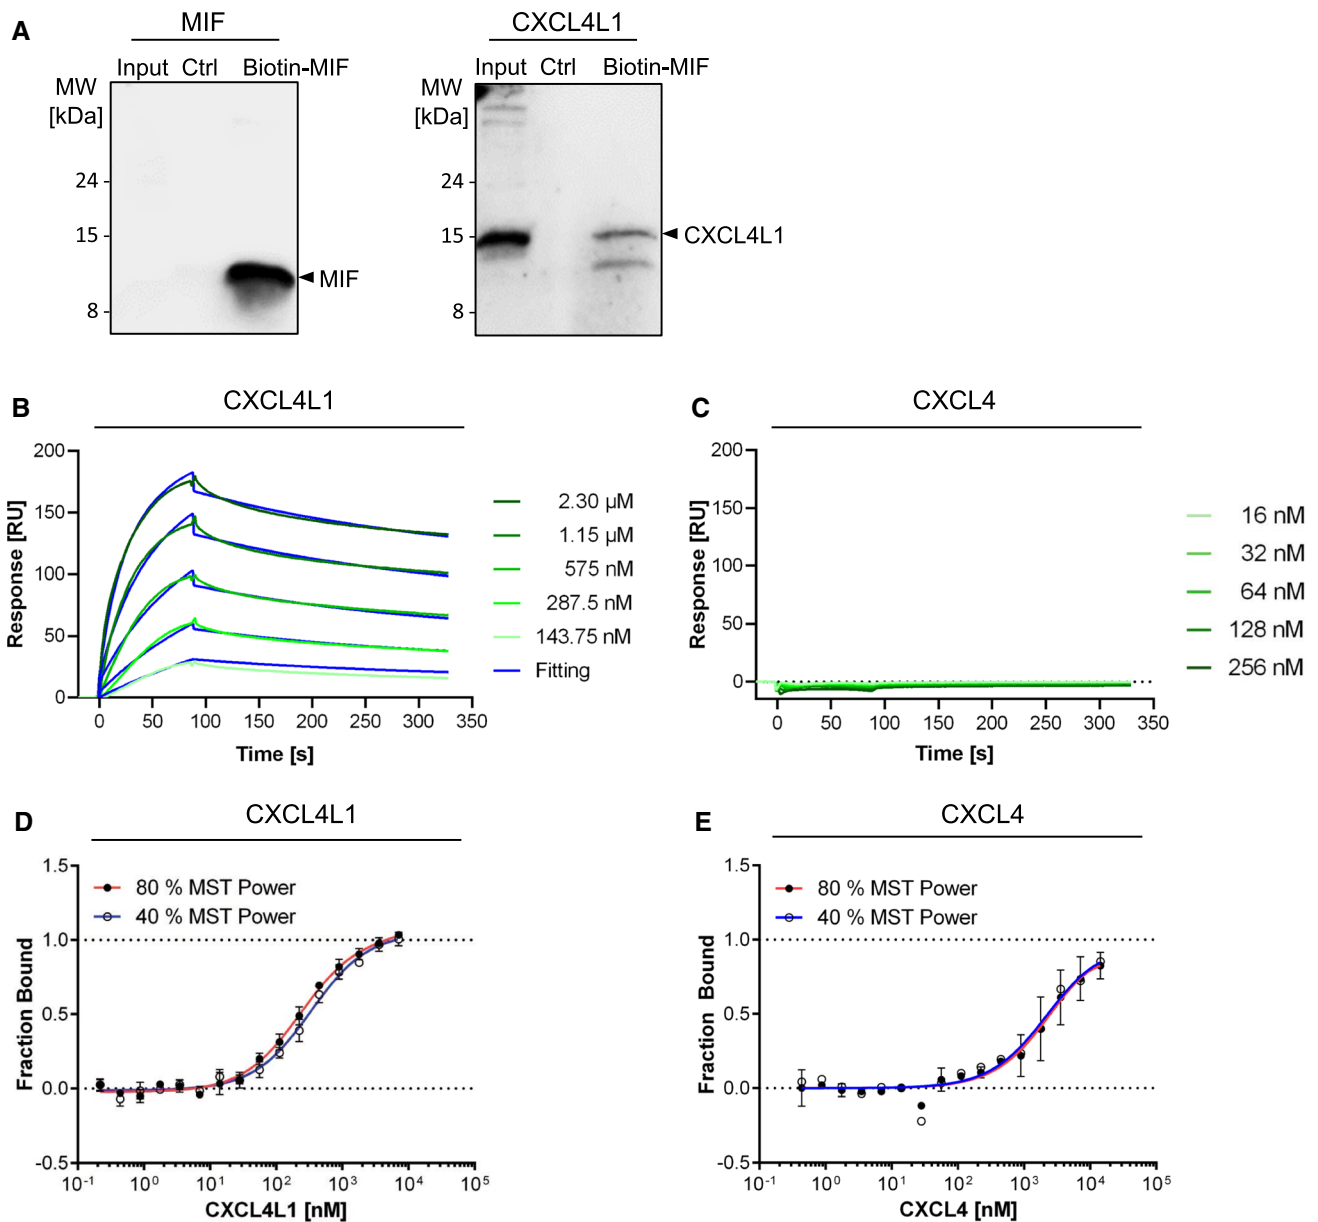 A
MIF
CXCL4L1
Input Ctrl Biotin-MIF
Input Ctrl Biotin-MIF
MW
[kDa]
24
15
8
MIF
MW
[kDa]
24
15
8
CXCL4L1
B
CXCL4L1
Response [RU]
200
150
100
50
0
0 50 100 150 200 250 300 350
Time [s]
2.30 µM
1.15 µM
575 nM
287.5 nM
143.75 nM
Fitting
C
CXCL4
Response [RU]
200
150
100
50
0
0 50 100 150 200 250 300 350
Time [s]
16 nM
32 nM
64 nM
128 nM
256 nM
D
CXCL4L1
80 % MST Power
40 % MST Power
Fraction Bound
1.5
1.0
0.5
0.0
-0.5
10⁻¹ 10⁰ 10¹ 10² 10³ 10⁴ 10⁵
CXCL4L1 [nM]
E
CXCL4
80 % MST Power
40 % MST Power
Fraction Bound
1.5
1.0
0.5
0.0
-0.5
10⁻¹ 10⁰ 10¹ 10² 10³ 10⁴ 10⁵
CXCL4 [nM]